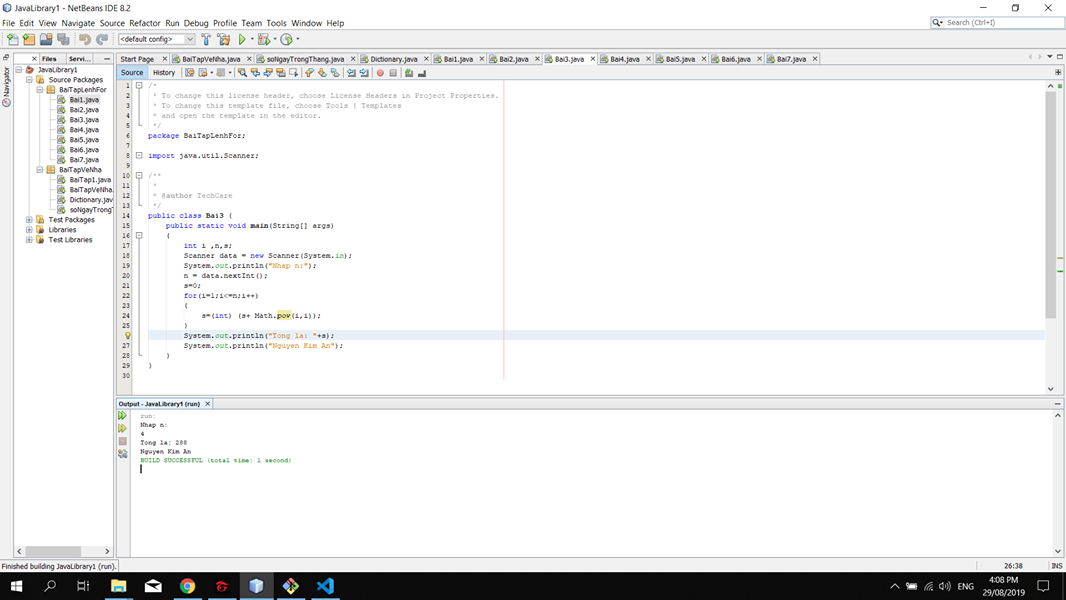 JavaLibrary1 - NetBeans IDE 8.2
File Edit View Navigate Source Refactor Run Debug Profile Team Tools Window Help
Search (Ctrl+I)
<default config>
Files Servi...
Start Page BaiTapVeNha.java soNgayTrongThang.java Dictionary.java Bai1.java Bai2.java Bai3.java Bai4.java Bai5.java Bai6.java Bai7.java
Navigator
JavaLibrary1
Source Packages
BaiTapLenhFor
Bai1.java
Bai2.java
Bai3.java
Bai4.java
Bai5.java
Bai6.java
Bai7.java
BaiTapVeNha
BaiTap1.java
BaiTapVeNha.
Dictionary.java
soNgayTrong
Test Packages
Libraries
Test Libraries
Source History
1 /*
2 * To change this license header, choose License Headers in Project Properties.
3 * To change this template file, choose Tools | Templates
4 * and open the template in the editor.
5 */
6 package BaiTapLenhFor;
7
8 import java.util.Scanner;
9
10 /**
11 *
12 * @author TechCare
13 */
14 public class Bai3 {
15 public static void main(String[] args)
16 {
17 int i ,n,s;
18 Scanner data = new Scanner(System.in);
19 System.out.println("Nhap n:");
20 n = data.nextInt();
21 s=0;
22 for(i=1;i<=n;i++)
23 {
24 s=(int) (s+ Math.pow(i,i));
25 }
System.out.println("Tong la: "+s);
27 System.out.println("Nguyen Kim An");
28 }
29 }
30
Output - JavaLibrary1 (run)
run:
Nhap n:
4
Tong la: 288
Nguyen Kim An
BUILD SUCCESSFUL (total time: 1 second)
Finished building JavaLibrary1 (run).
26:38 INS
ENG
4:08 PM
29/08/2019